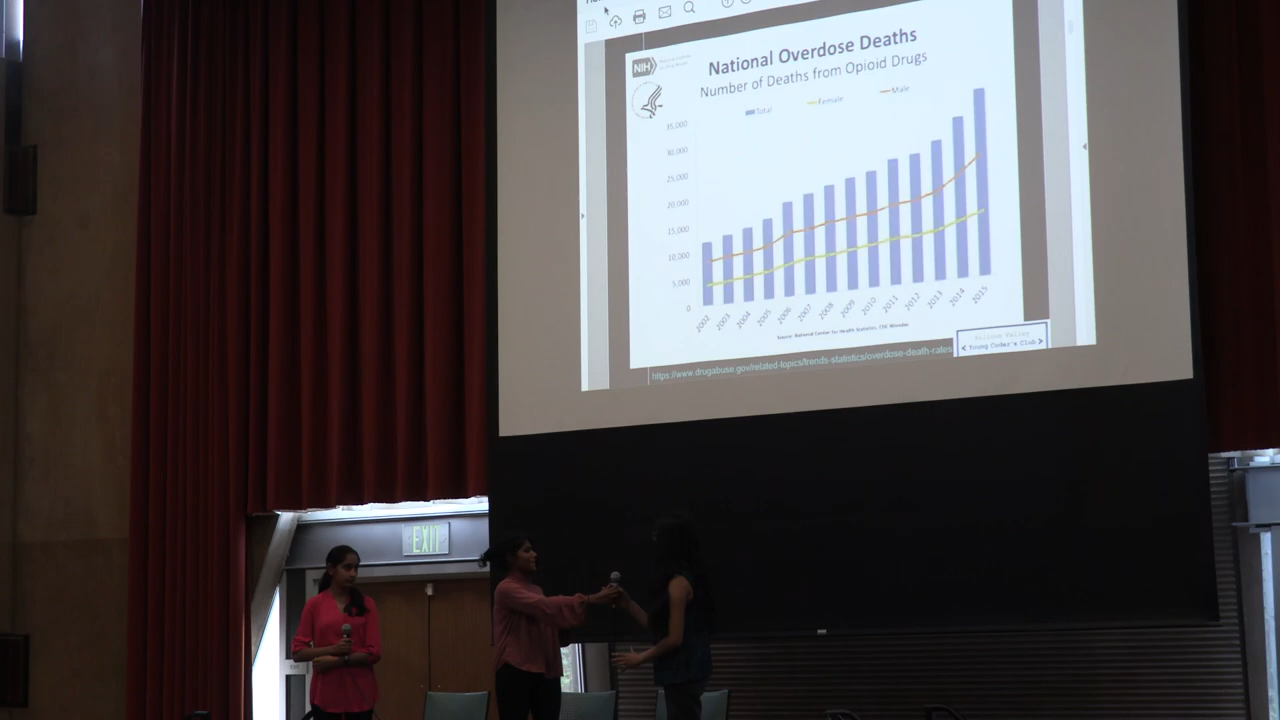 NIH
National Overdose Deaths
Number of Deaths from Opioid Drugs
Total
Female
Male
35,000
30,000
25,000
20,000
15,000
10,000
5,000
0
2002 2003 2004 2005 2006 2007 2008 2009 2010 2011 2012 2013 2014 2015
Source: National Center for Health Statistics, CDC Wonder
Silicon Valley
< Young Coder's Club >
https://www.drugabuse.gov/related-topics/trends-statistics/overdose-death-rates
EXIT